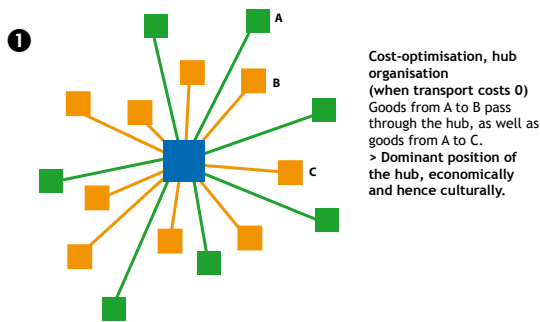 1
A
B
C
Cost-optimisation, hub
organisation
(when transport costs 0)
Goods from A to B pass
through the hub, as well as
goods from A to C.
> Dominant position of
the hub, economically
and hence culturally.